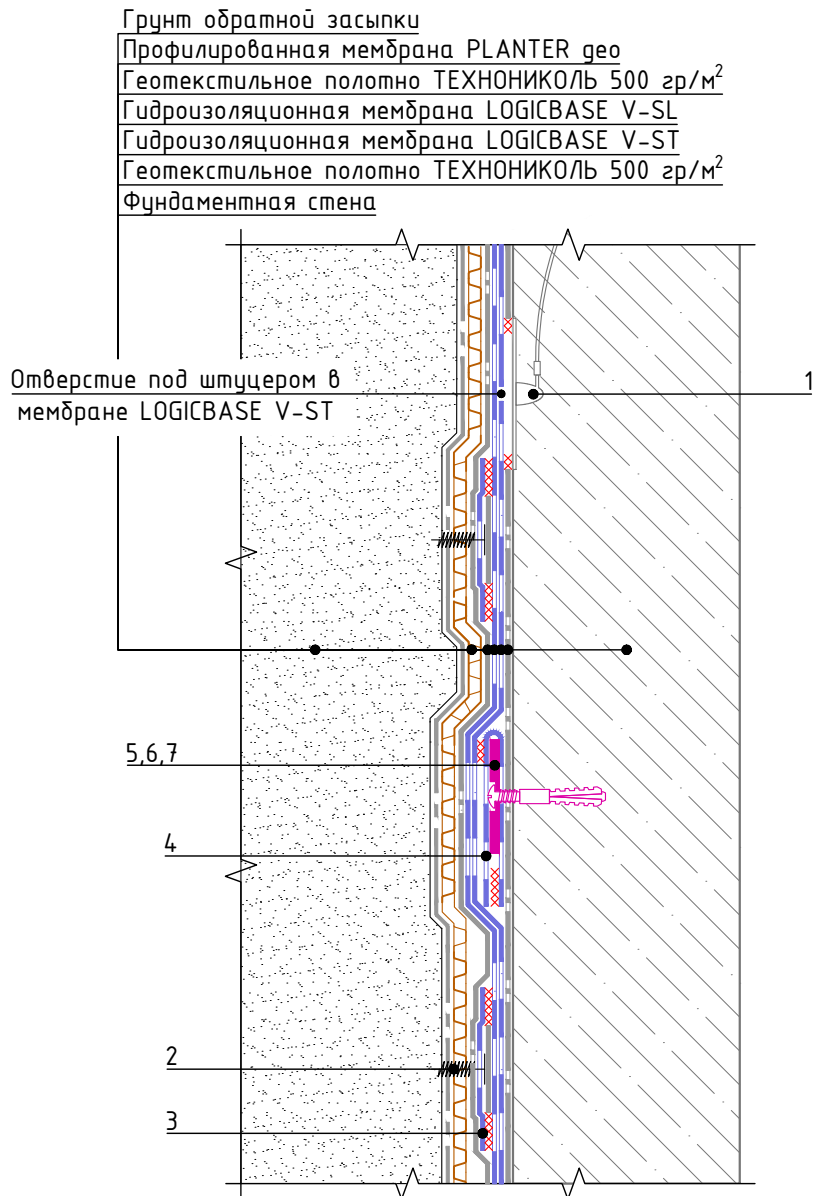 Грунт обратной засыпки
Профилированная мембрана PLANTER geo
Геотекстильное полотно ТЕХНОНИКОЛЬ 500 гр/м²
Гидроизоляционная мембрана LOGICBASE V-SL
Гидроизоляционная мембрана LOGICBASE V-ST
Геотекстильное полотно ТЕХНОНИКОЛЬ 500 гр/м²
Фундаментная стена
Отверстие под штуцером в
мембране LOGICBASE V-ST
1
5,6,7
4
2
3